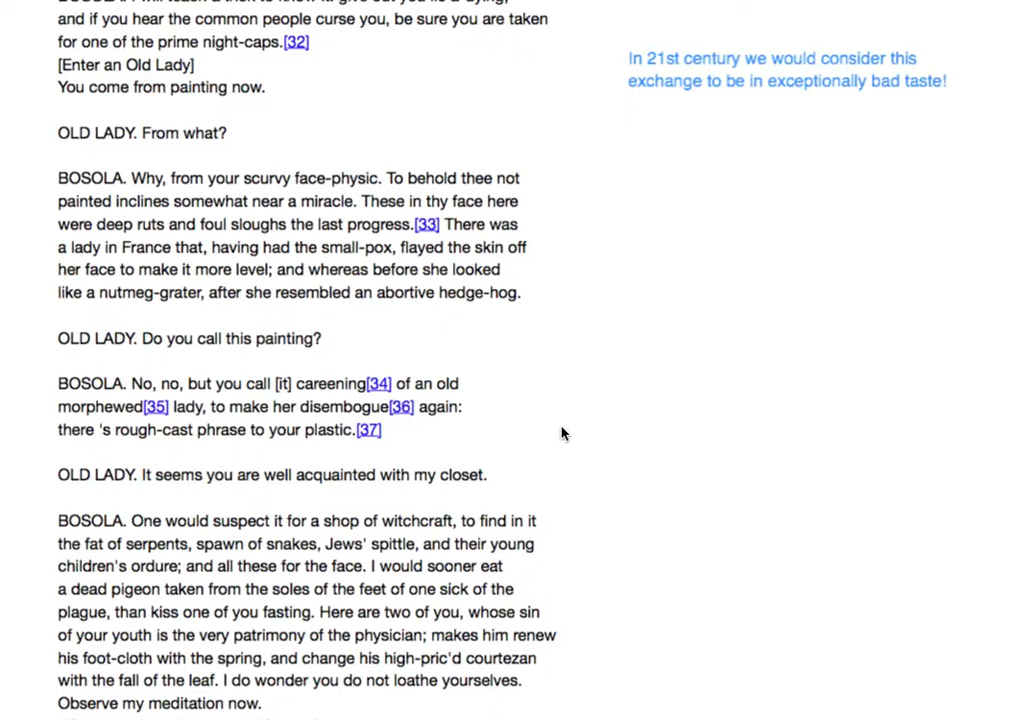 and if you hear the common people curse you, be sure you are taken
for one of the prime night-caps.[32]
[Enter an Old Lady]
You come from painting now.
In 21st century we would consider this
exchange to be in exceptionally bad taste!
OLD LADY. From what?
BOSOLA. Why, from your scurvy face-physic. To behold thee not
painted inclines somewhat near a miracle. These in thy face here
were deep ruts and foul sloughs the last progress.[33] There was
a lady in France that, having had the small-pox, flayed the skin off
her face to make it more level; and whereas before she looked
like a nutmeg-grater, after she resembled an abortive hedge-hog.
OLD LADY. Do you call this painting?
BOSOLA. No, no, but you call [it] careening[34] of an old
morphewed[35] lady, to make her disembogue[36] again:
there 's rough-cast phrase to your plastic.[37]
OLD LADY. It seems you are well acquainted with my closet.
BOSOLA. One would suspect it for a shop of witchcraft, to find in it
the fat of serpents, spawn of snakes, Jews' spittle, and their young
children's ordure; and all these for the face. I would sooner eat
a dead pigeon taken from the soles of the feet of one sick of the
plague, than kiss one of you fasting. Here are two of you, whose sin
of your youth is the very patrimony of the physician; makes him renew
his foot-cloth with the spring, and change his high-pric'd courtezan
with the fall of the leaf. I do wonder you do not loathe yourselves.
Observe my meditation now.